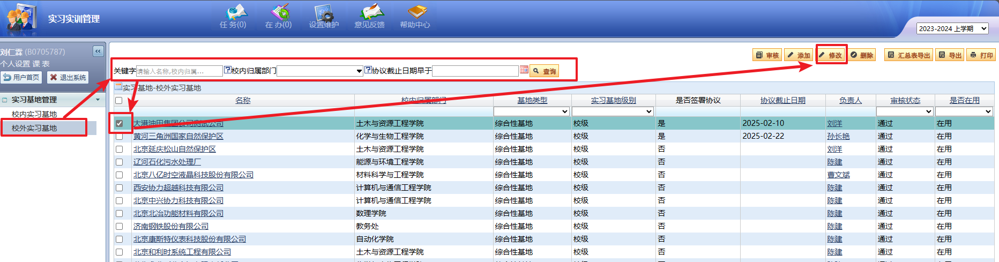 实习实训管理
任 务(0)
在 办(0)
设置维护
意见反馈
帮助中心
2023-2024 上学期
刘仁霖 (B0705787)
个人设置 课 表
用户首页
退出系统
实习基地管理
校内实习基地
校外实习基地
审核
添加
修改
删除
汇总表导出
导出
打印
关键字 请输入名称,校内归属... 校内归属部门 协议截止日期早于 查询
实习基地-校外实习基地
名称 校内归属部门 基地类型 实习基地级别 是否签署协议 协议截止日期 负责人 审核状态 是否在用
大港油田集团公司测试公司 土木与资源工程学院 综合性基地 校级 是 2025-02-10 刘洋 通过 在用
黄河三角洲国家自然保护区 化学与生物工程学院 综合性基地 校级 是 2025-02-22 孙长艳 通过 在用
北京延庆松山自然保护区 土木与资源工程学院 综合性基地 校级 否 刘洋 通过 在用
辽河石化污水处理厂 能源与环境工程学院 综合性基地 校级 否 陈建 通过 在用
北京八亿时空液晶科技股份有限公司 材料科学与工程学院 综合性基地 校级 否 曹文斌 通过 在用
西安协力超越科技有限公司 计算机与通信工程学院 综合性基地 校级 否 陈建 通过 在用
北京中兴协力科技有限公司 计算机与通信工程学院 综合性基地 校级 否 陈建 通过 在用
北京北冶功能材料有限公司 数理学院 综合性基地 校级 否 陈建 通过 在用
济南钢铁股份有限公司 教务处 综合性基地 校级 否 陈建 通过 在用
北京康斯特仪表科技股份有限公司 自动化学院 综合性基地 校级 否 陈建 通过 在用
北京和利时系统工程有限公司 土木与资源工程学院 综合性基地 校级 否 陈建 通过 在用